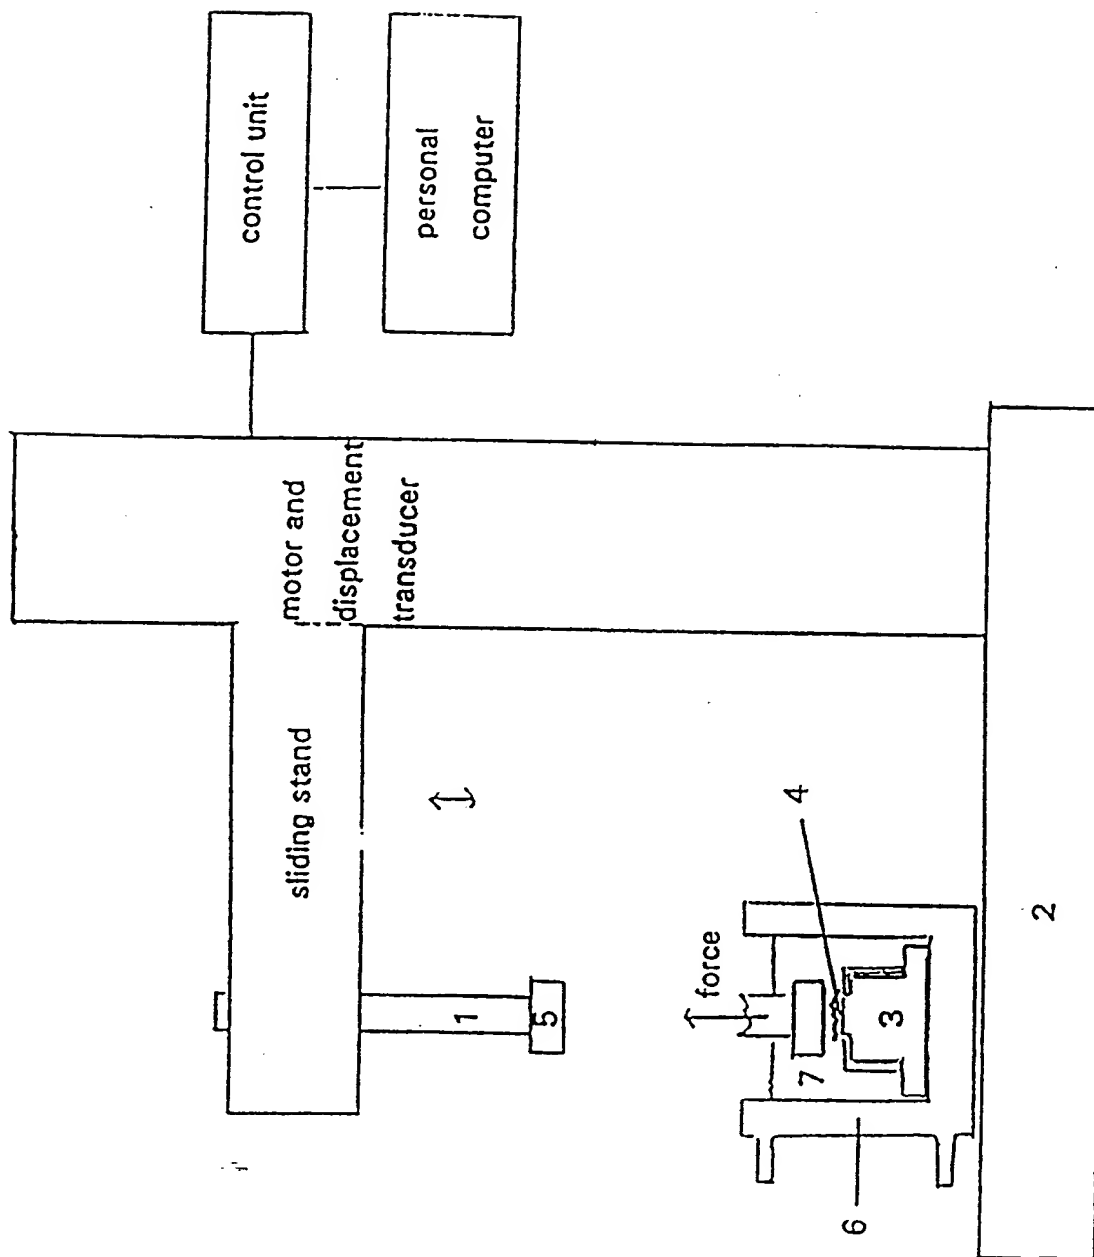 control unit
personal
computer
motor and
displacement
transducer
sliding stand
1
5
force
4
7
3
6
2